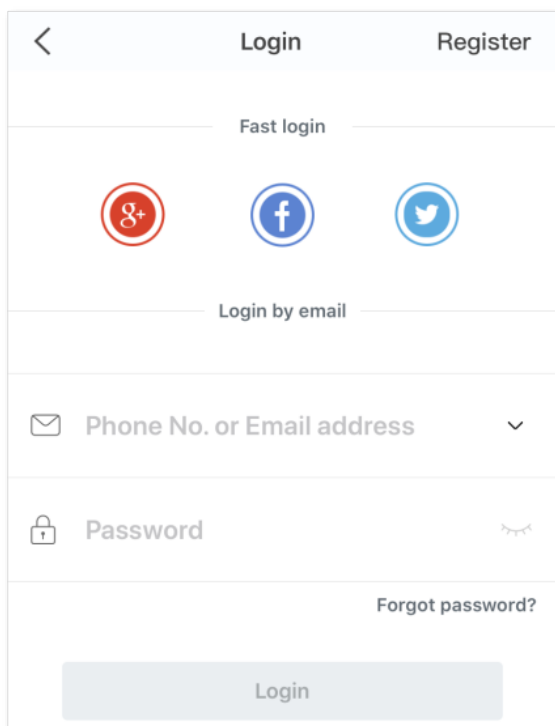 Login Register
Fast login
g+ f
Login by email
Phone No. or Email address
Password
Forgot password?
Login